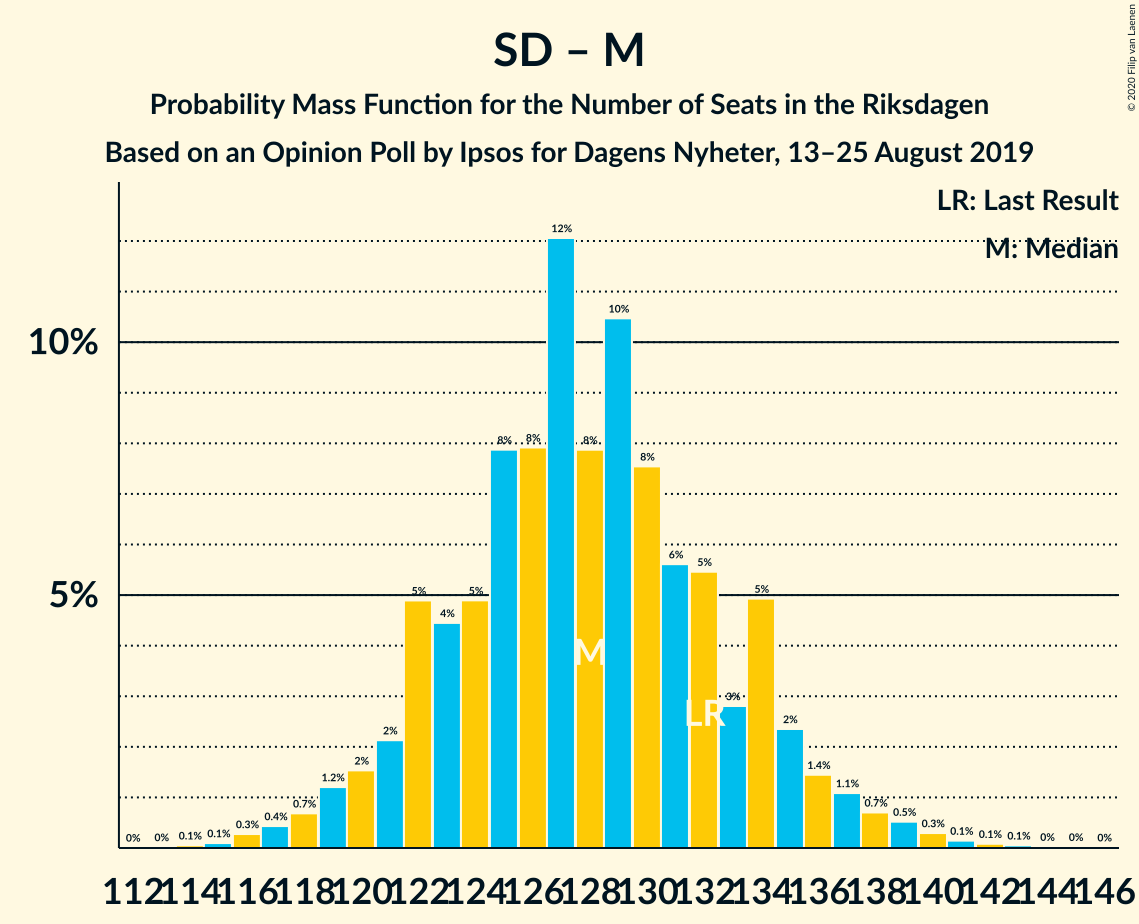 SD – M
Probability Mass Function for the Number of Seats in the Riksdagen
Based on an Opinion Poll by Ipsos for Dagens Nyheter, 13–25 August 2019
© 2020 Filip van Laenen
LR: Last Result
M: Median
12%
10%
10%
8% 8% 8% 8%
6% 5%
5%
5% 4% 5% 5%
M
LR
3%
2% 2%
1.2% 2% 1.4% 1.1%
0% 0% 0.1% 0.1% 0.3% 0.4% 0.7% 0.7% 0.5% 0.3% 0.1% 0.1% 0.1% 0% 0% 0%
112 114 116 118 120 122 124 126 128 130 132 134 136 138 140 142 144 146